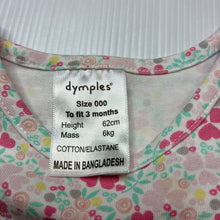 dymples®
Size 000
To fit 3 months
Height 62cm
Mass 6kg
COTTON/ELASTANE
MADE IN BANGLADESH